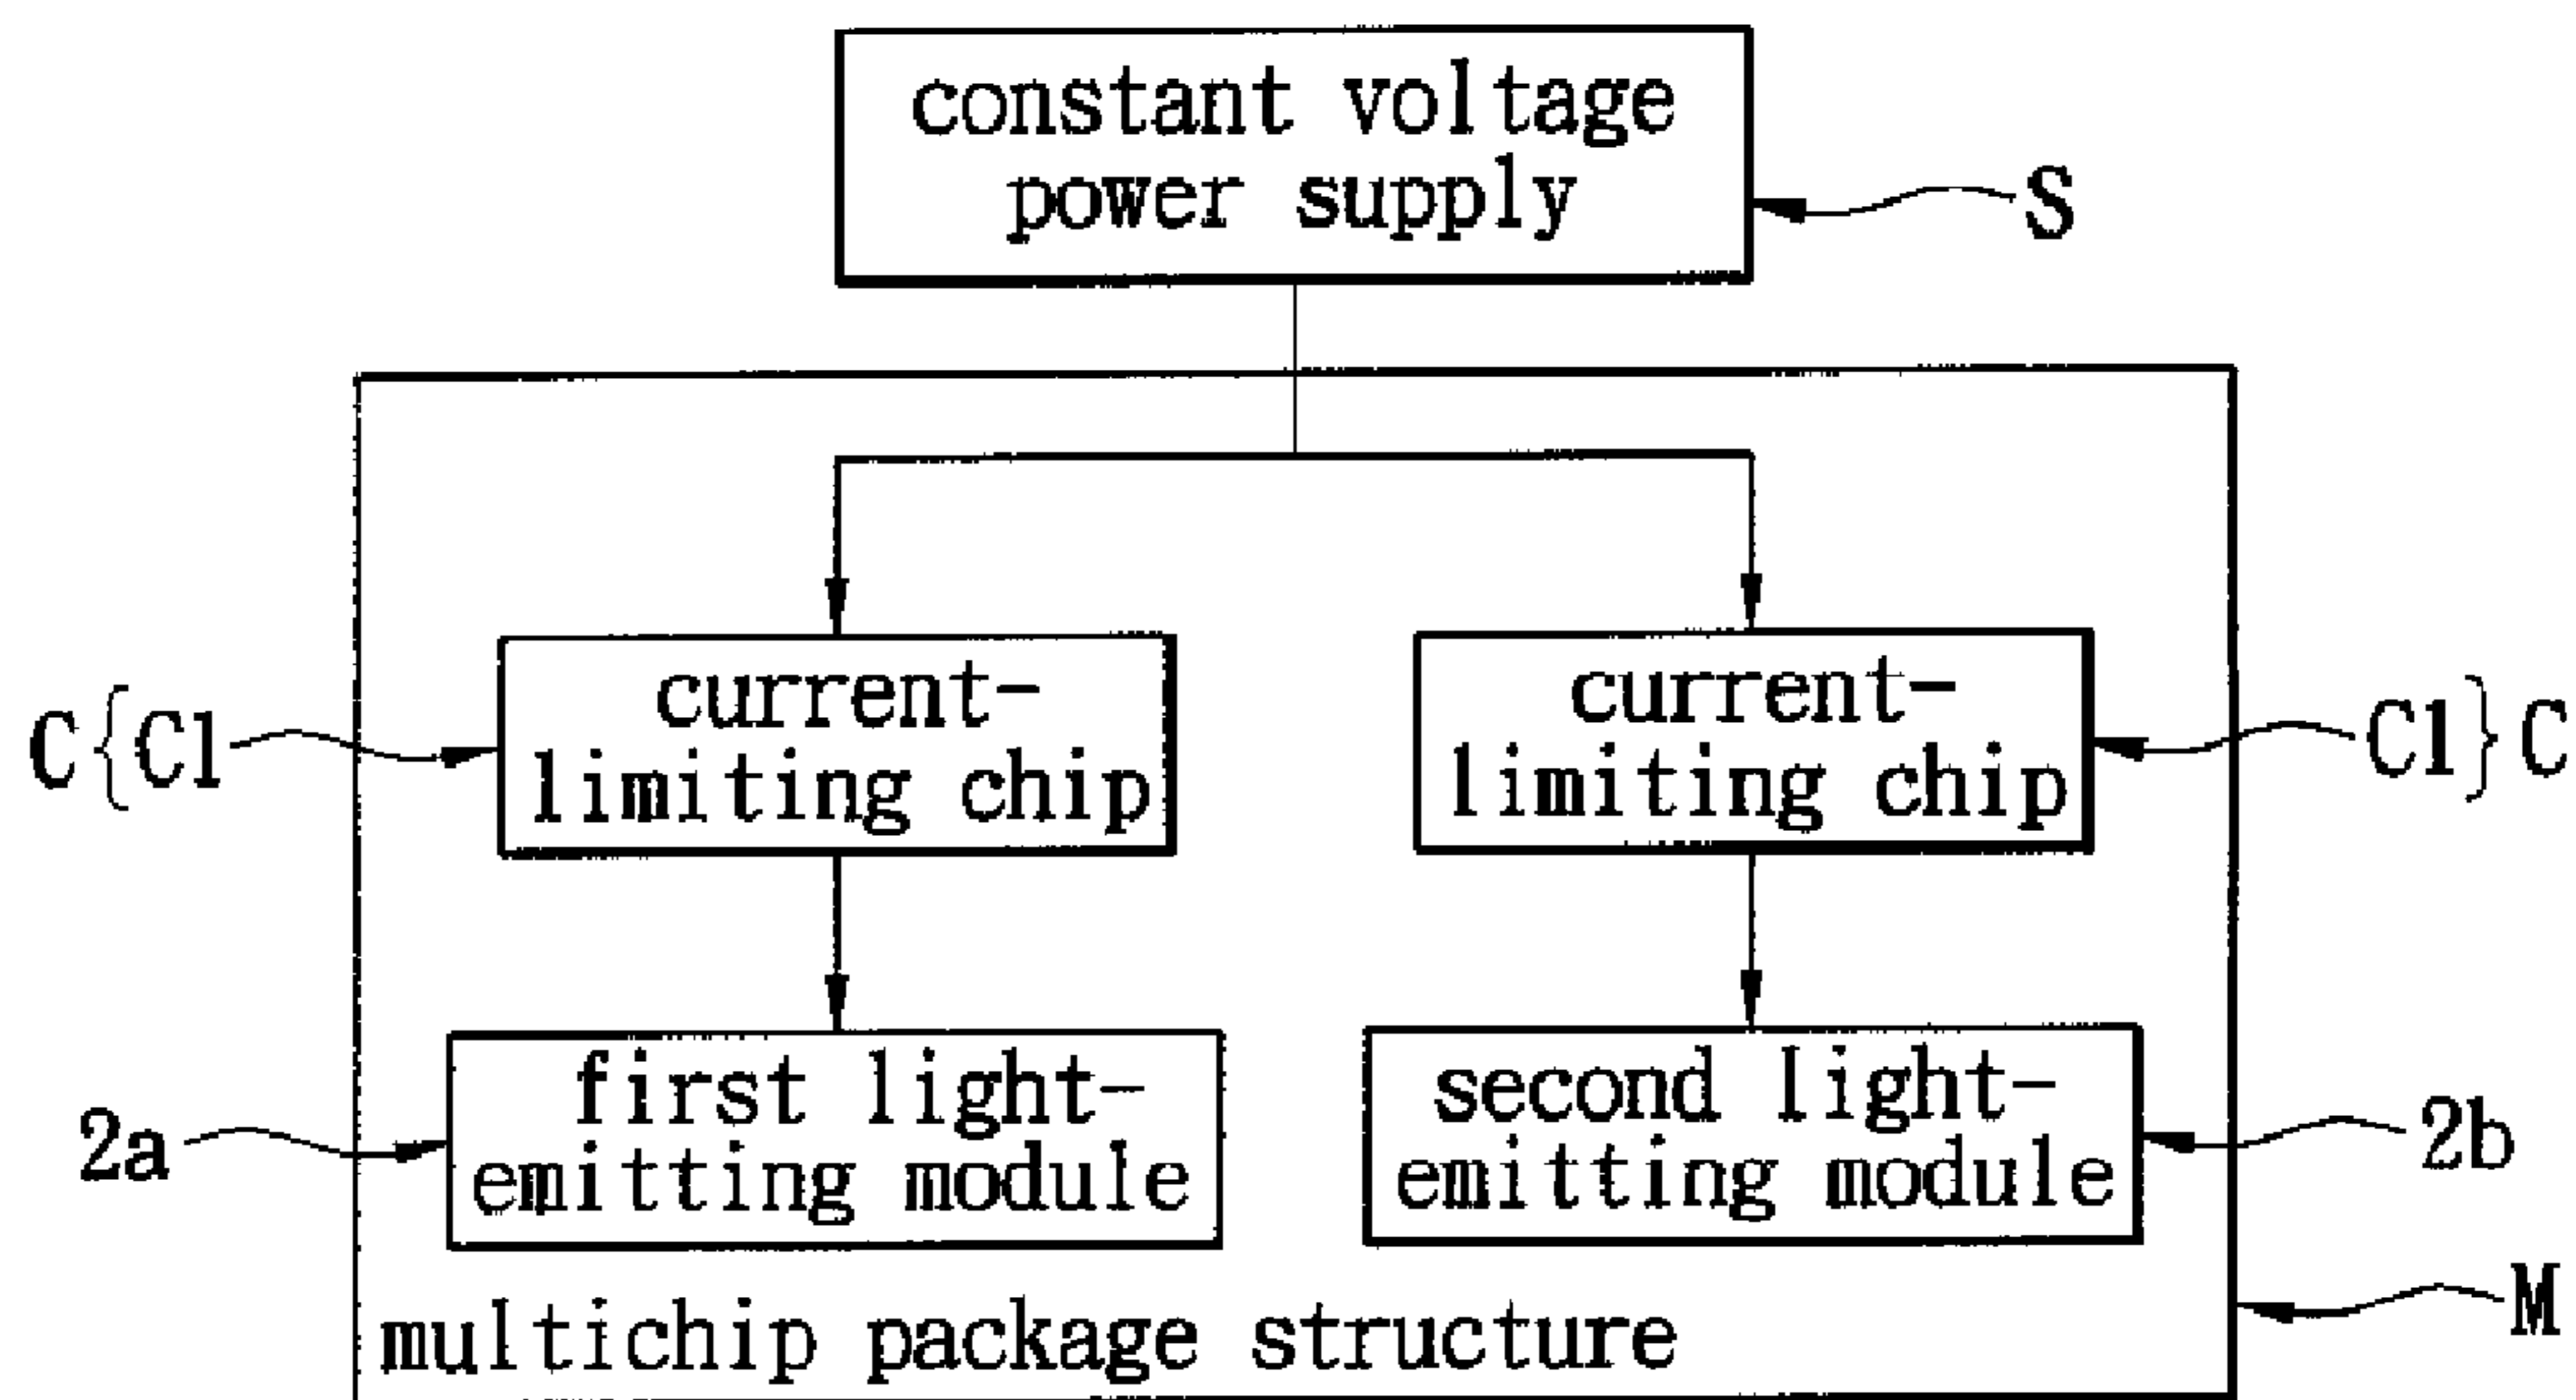 constant voltage
power supply
S
current-
limiting chip
C{C1
current-
limiting chip
C1}C
first light-
emitting module
2a
second light-
emitting module
2b
multichip package structure
M